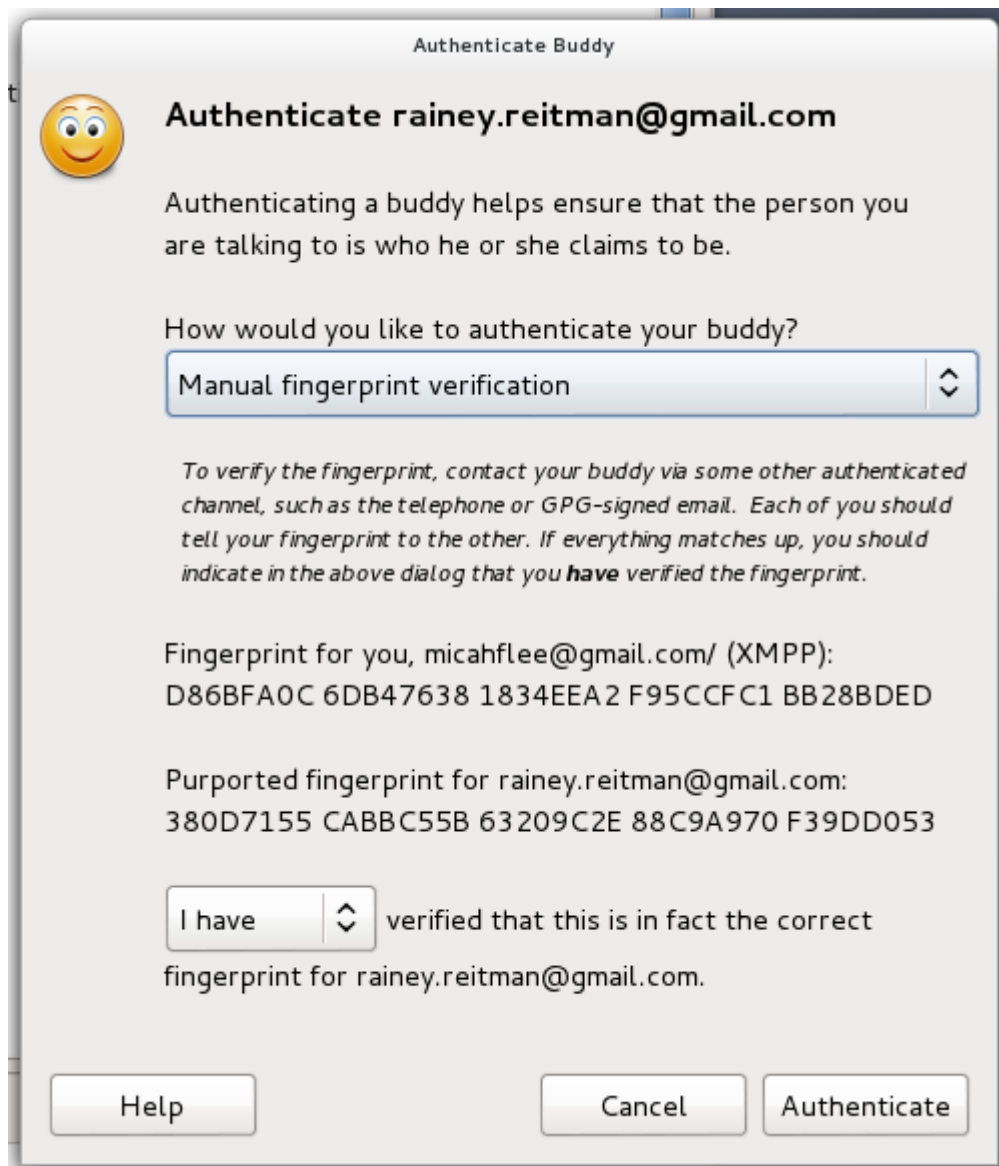 Authenticate Buddy
t
Authenticate rainey.reitman@gmail.com
Authenticating a buddy helps ensure that the person you
are talking to is who he or she claims to be.
How would you like to authenticate your buddy?
Manual fingerprint verification
To verify the fingerprint, contact your buddy via some other authenticated
channel, such as the telephone or GPG-signed email. Each of you should
tell your fingerprint to the other. If everything matches up, you should
indicate in the above dialog that you have verified the fingerprint.
Fingerprint for you, micahflee@gmail.com/ (XMPP):
D86BFA0C 6DB47638 1834EEA2 F95CCFC1 BB28BDED
Purported fingerprint for rainey.reitman@gmail.com:
380D7155 CABBC55B 63209C2E 88C9A970 F39DD053
I have verified that this is in fact the correct
fingerprint for rainey.reitman@gmail.com.
Help Cancel Authenticate